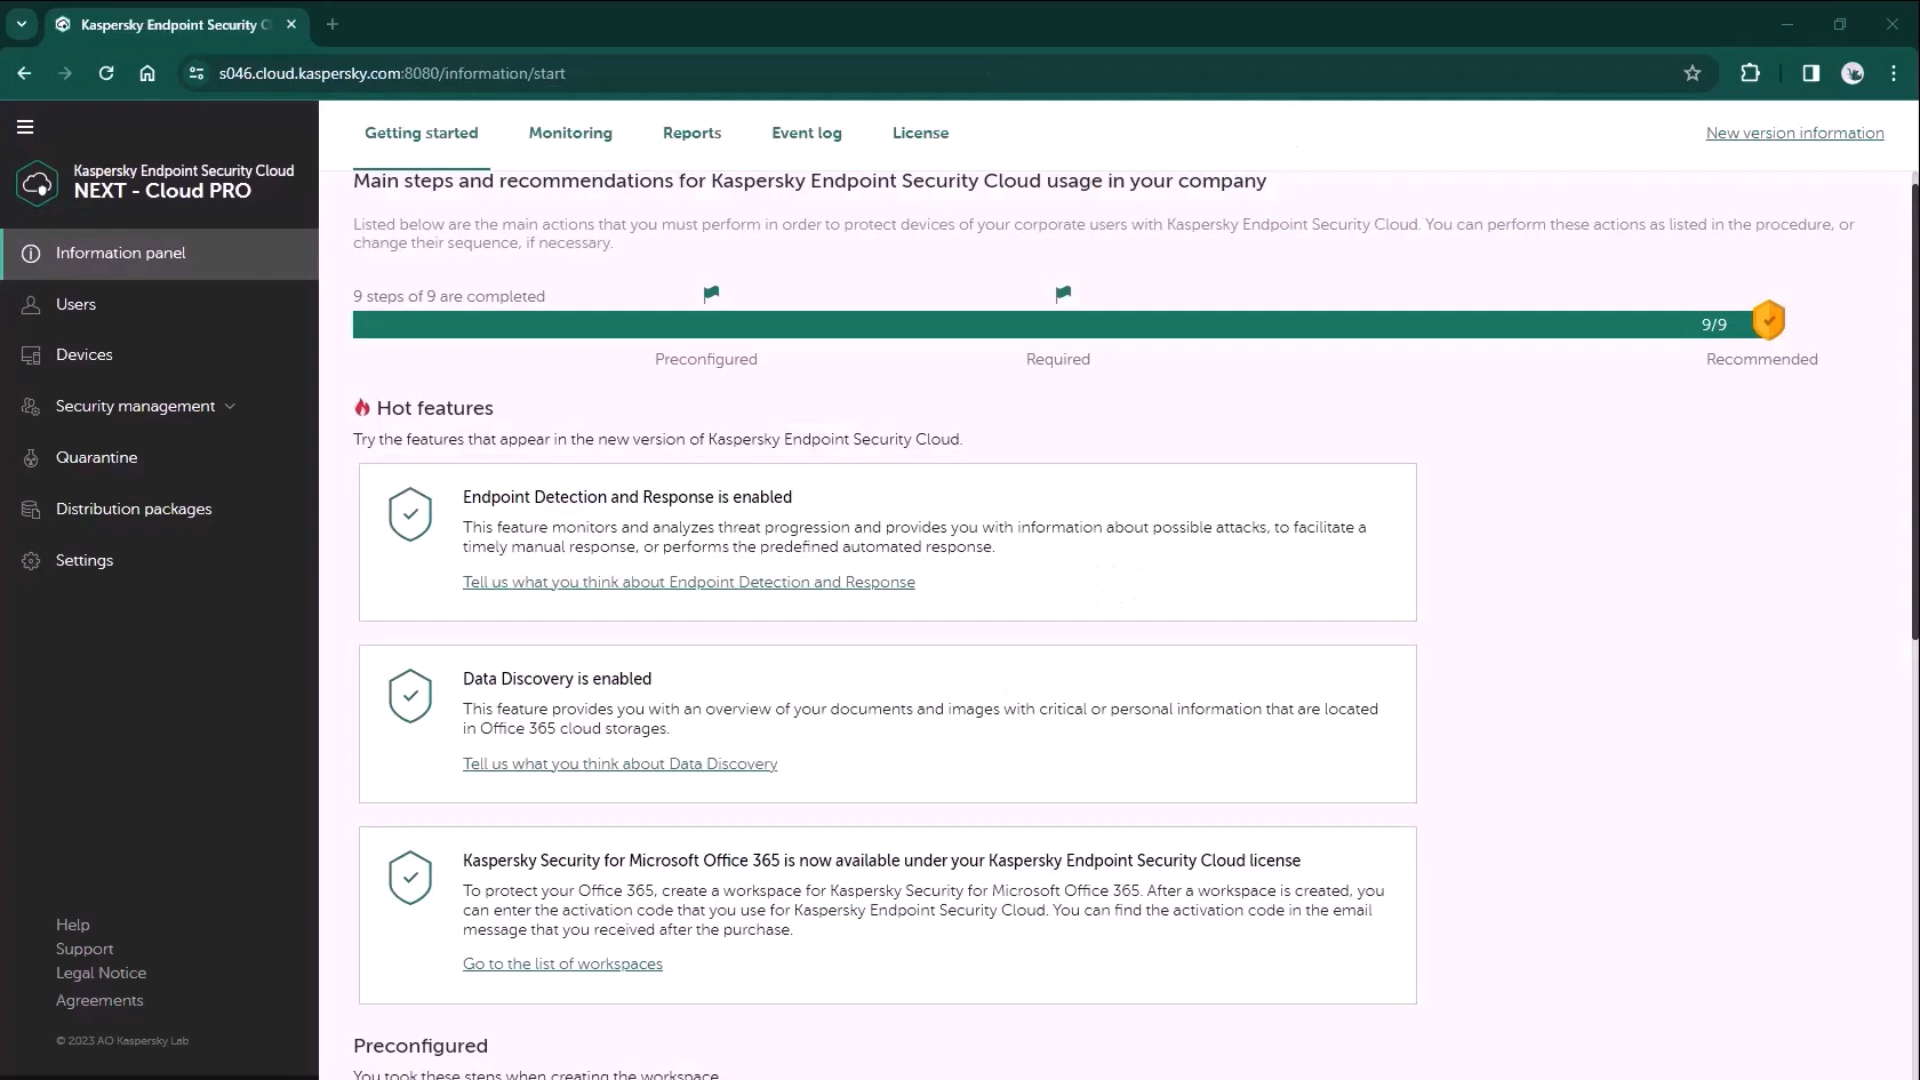 Kaspersky Endpoint Security C
s046.cloud.kaspersky.com:8080/information/start
Kaspersky Endpoint Security Cloud
NEXT - Cloud PRO
Information panel
Users
Devices
Security management
Quarantine
Distribution packages
Settings
Help
Support
Legal Notice
Agreements
© 2023 AO Kaspersky Lab
Getting started
Monitoring
Reports
Event log
License
New version information
Main steps and recommendations for Kaspersky Endpoint Security Cloud usage in your company
Listed below are the main actions that you must perform in order to protect devices of your corporate users with Kaspersky Endpoint Security Cloud. You can perform these actions as listed in the procedure, or
change their sequence, if necessary.
9 steps of 9 are completed
9/9
Preconfigured
Required
Recommended
Hot features
Try the features that appear in the new version of Kaspersky Endpoint Security Cloud.
Endpoint Detection and Response is enabled
This feature monitors and analyzes threat progression and provides you with information about possible attacks, to facilitate a
timely manual response, or performs the predefined automated response.
Tell us what you think about Endpoint Detection and Response
Data Discovery is enabled
This feature provides you with an overview of your documents and images with critical or personal information that are located
in Office 365 cloud storages.
Tell us what you think about Data Discovery
Kaspersky Security for Microsoft Office 365 is now available under your Kaspersky Endpoint Security Cloud license
To protect your Office 365, create a workspace for Kaspersky Security for Microsoft Office 365. After a workspace is created, you
can enter the activation code that you use for Kaspersky Endpoint Security Cloud. You can find the activation code in the email
message that you received after the purchase.
Go to the list of workspaces
Preconfigured
You took these steps when creating the workspace